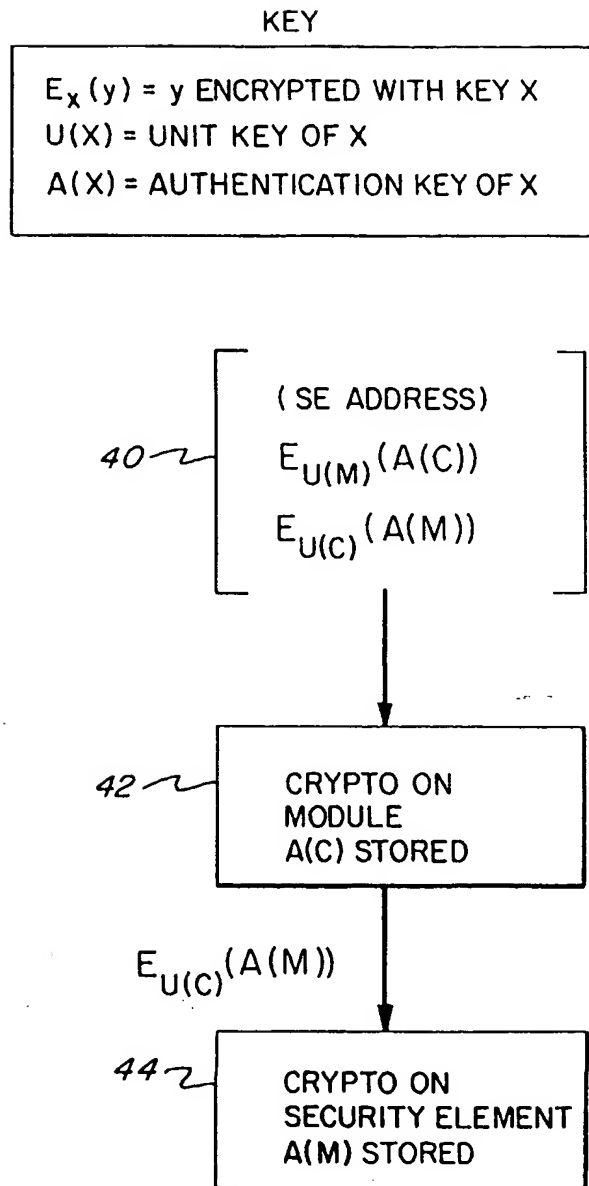 KEY
E_X(y) = y ENCRYPTED WITH KEY X
U(X) = UNIT KEY OF X
A(X) = AUTHENTICATION KEY OF X
(SE ADDRESS)
40
E_U(M)(A(C))
E_U(C)(A(M))
42
CRYPTO ON
MODULE
A(C) STORED
E_U(C)(A(M))
44
CRYPTO ON
SECURITY ELEMENT
A(M) STORED